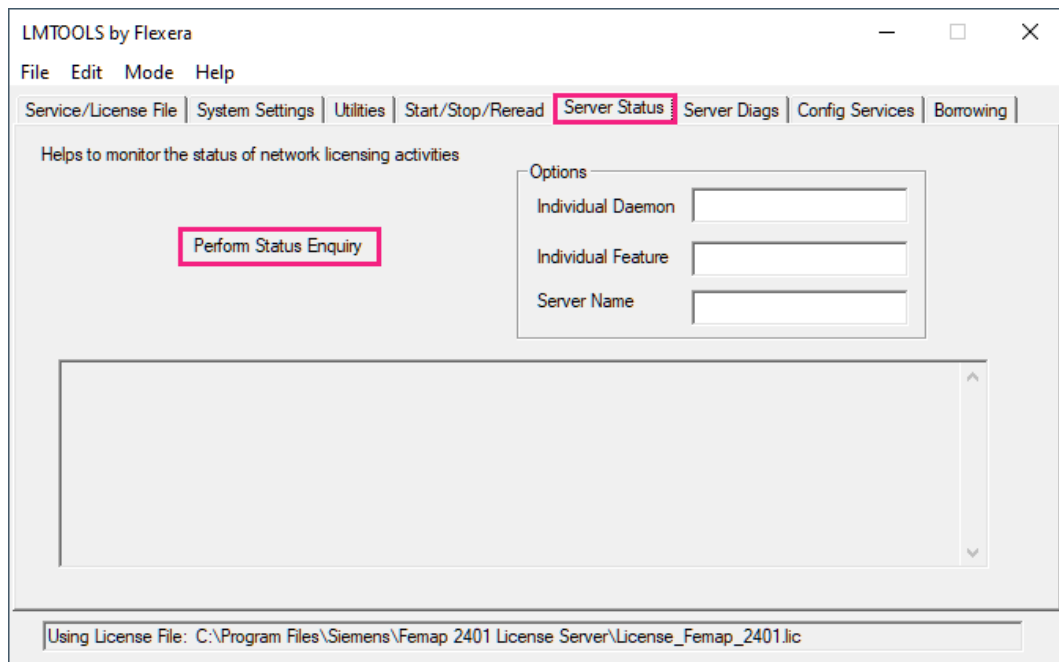 LMTOOLS by Flexera
File Edit Mode Help
Service/License File System Settings Utilities Start/Stop/Reread Server Status Server Diags Config Services Borrowing
Helps to monitor the status of network licensing activities
Options
Individual Daemon
Perform Status Enquiry
Individual Feature
Server Name
Using License File: C:\Program Files\Siemens\Femap 2401 License Server\License_Femap_2401.lic